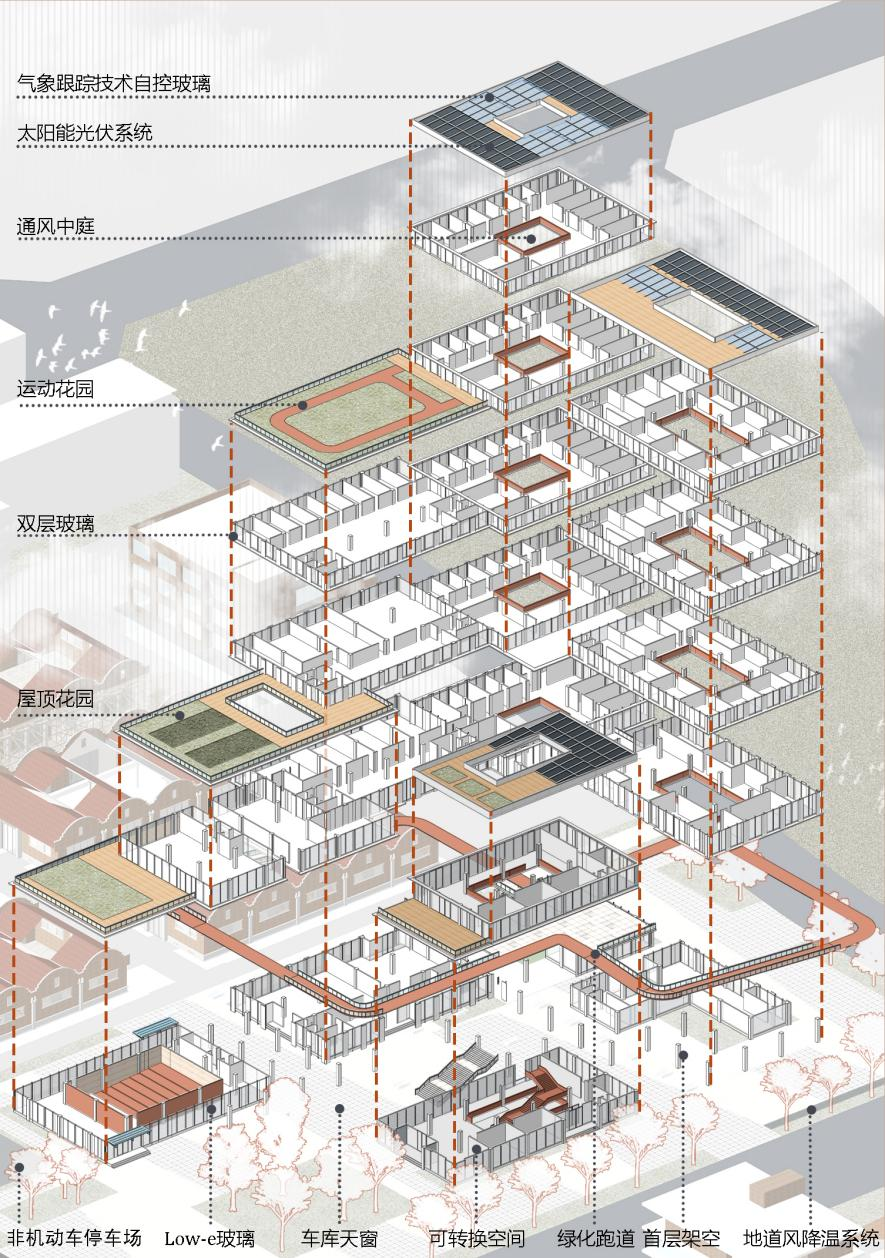 气象跟踪技术自控玻璃
太阳能光伏系统
通风中庭
运动花园
双层玻璃
屋顶花园
非机动车停车场 Low-e玻璃 车库天窗 可转换空间 绿化跑道 首层架空 地道风降温系统